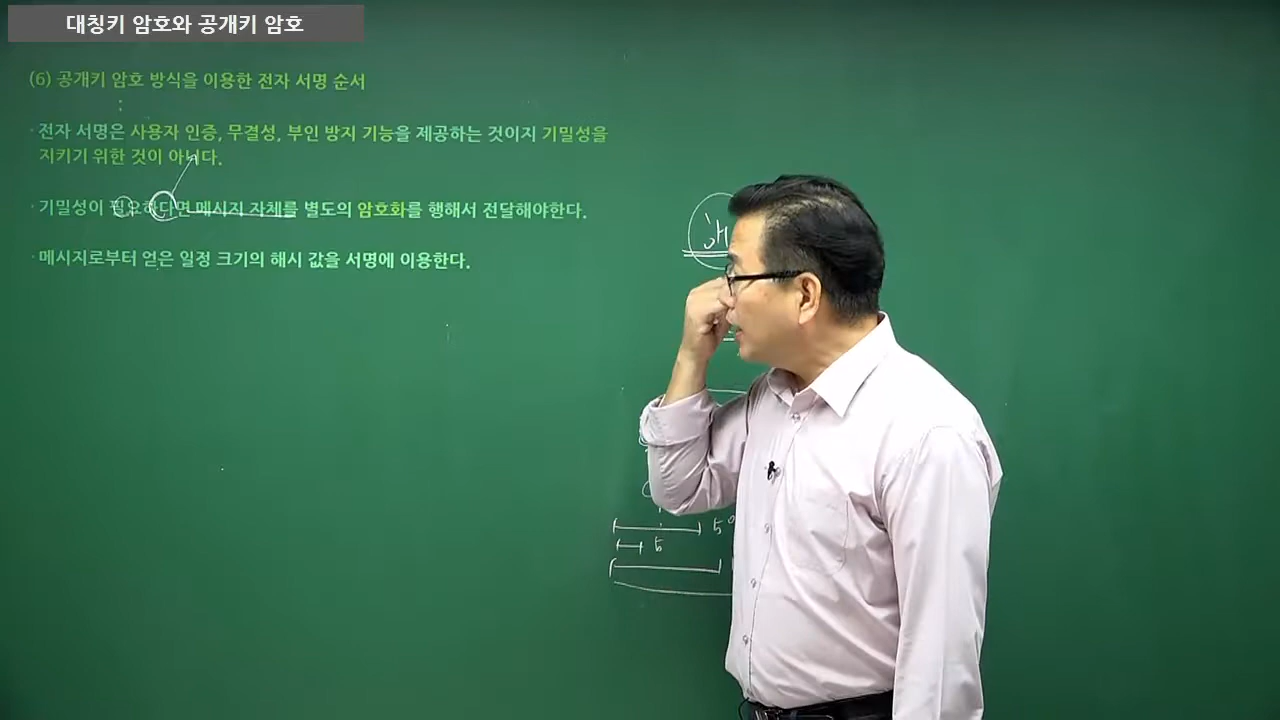 대칭키 암호와 공개키 암호
(6) 공개키 암호 방식을 이용한 전자 서명 순서
· 전자 서명은 사용자 인증, 무결성, 부인 방지 기능을 제공하는 것이지 기밀성을
지키기 위한 것이 아니다.
· 기밀성이 필요하다면 메시지 자체를 별도의 암호화를 행해서 전달해야한다.
해
· 메시지로부터 얻은 일정 크기의 해시 값을 서명에 이용한다.
5